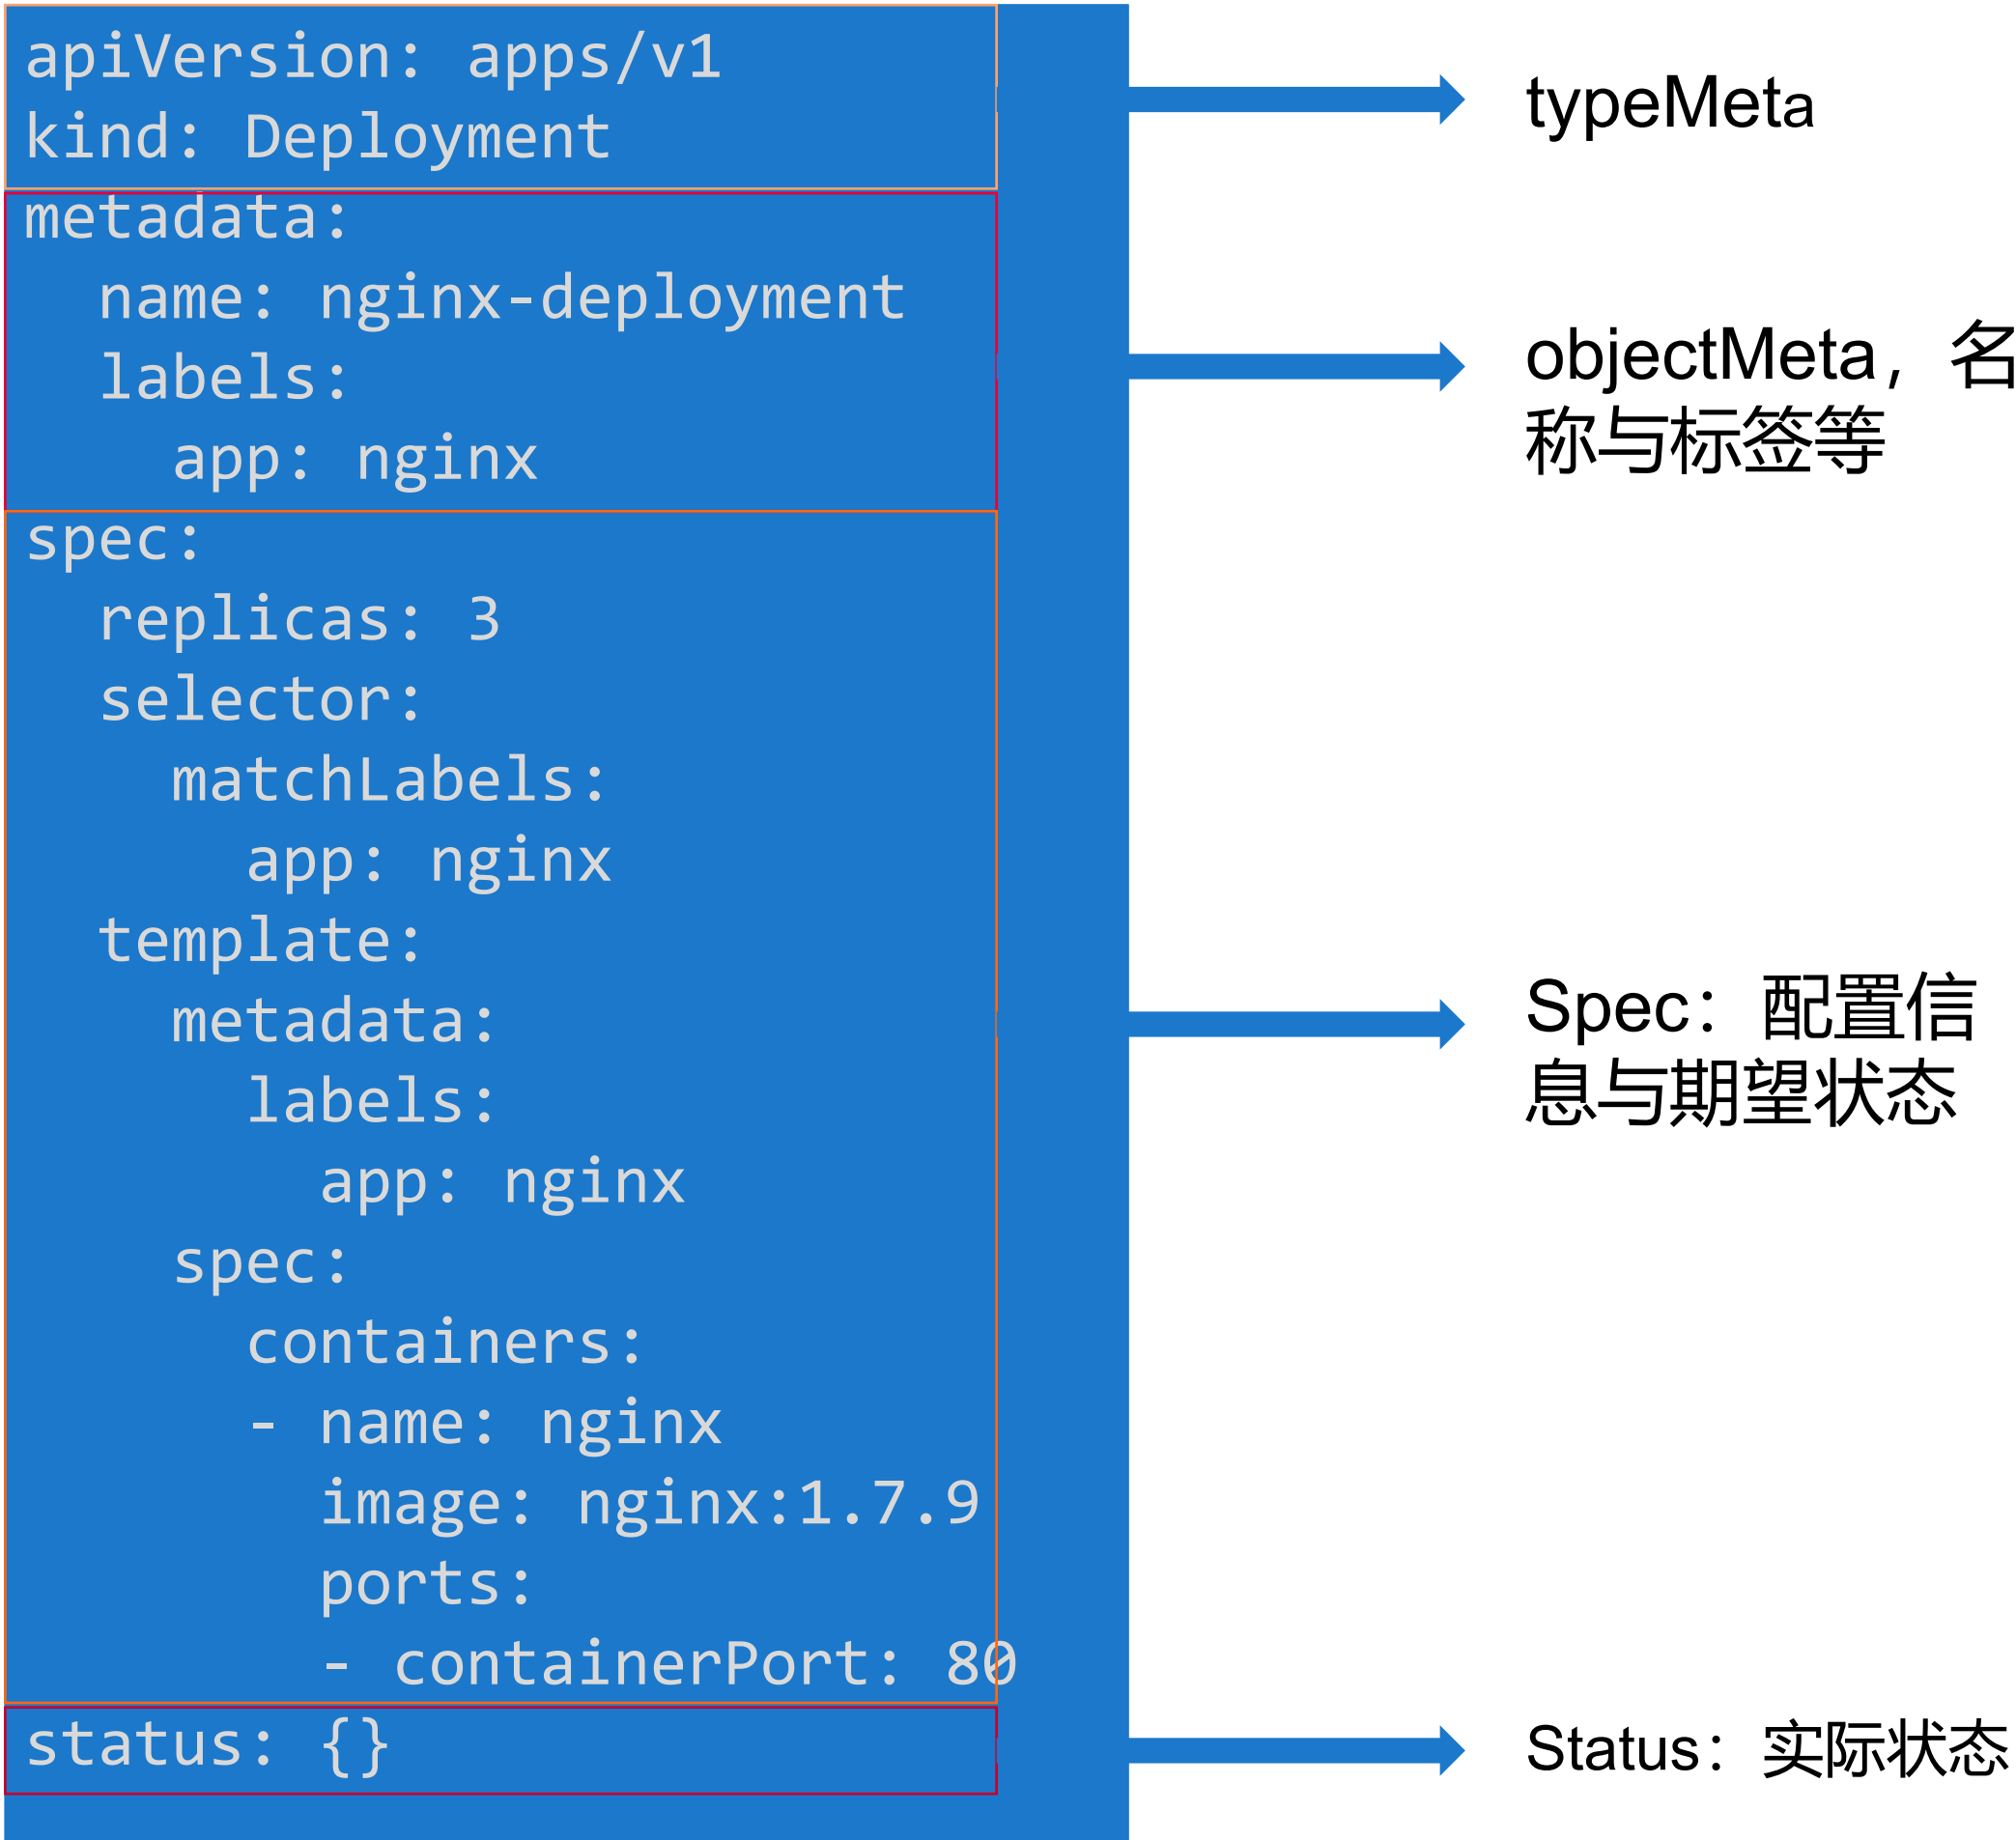 apiVersion: apps/v1
kind: Deployment
metadata:
  name: nginx-deployment
  labels:
    app: nginx
spec:
  replicas: 3
  selector:
    matchLabels:
      app: nginx
  template:
    metadata:
      labels:
        app: nginx
    spec:
      containers:
      - name: nginx
        image: nginx:1.7.9
        ports:
        - containerPort: 80
status: {}
typeMeta
objectMeta，名
称与标签等
Spec：配置信
息与期望状态
Status：实际状态